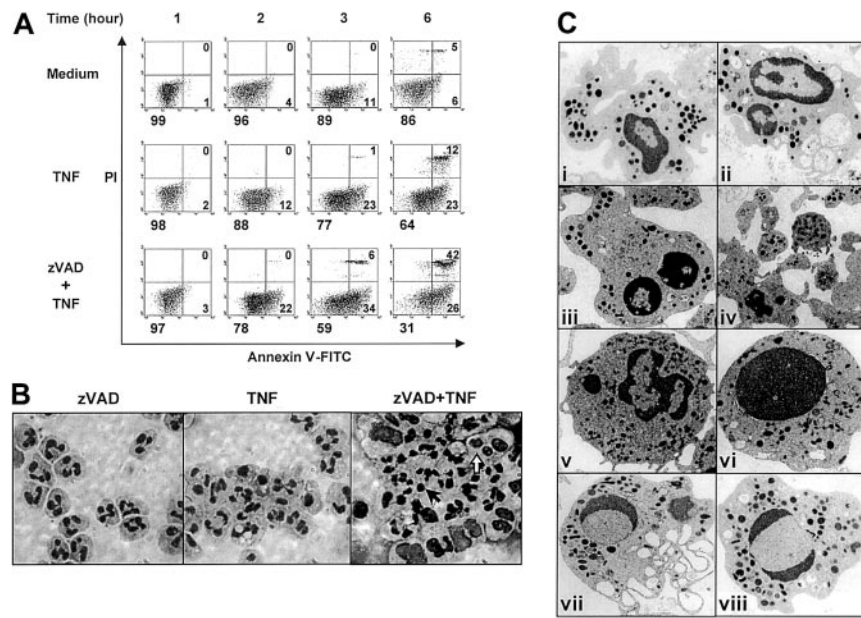 A
Time (hour) 1 2 3 6
Medium
0 0 0 5
1 4 11 6
99 96 89 86
TNF
PI
0 0 1 12
2 12 23 23
98 88 77 64
zVAD
+
TNF
0 0 6 42
3 22 34 26
97 78 59 31
Annexin V-FITC
B
zVAD TNF zVAD+TNF
C
i ii
iii iv
v vi
vii viii